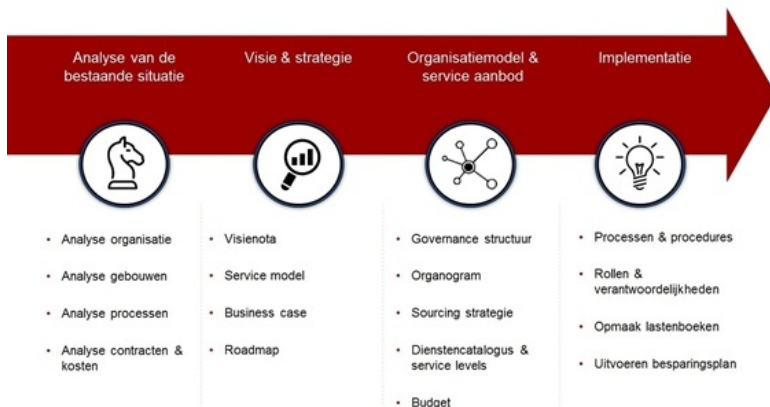 Analyse van de
bestaande situatie
Visie & strategie
Organisatiemodel &
service aanbod
Implementatie
• Analyse organisatie
• Analyse gebouwen
• Analyse processen
• Analyse contracten &
kosten
• Visienota
• Service model
• Business case
• Roadmap
• Governance structuur
• Organogram
• Sourcing strategie
• Dienstencatalogus &
service levels
• Budget
• Processen & procedures
• Rollen &
verantwoordelijkheden
• Opmaak lastenboeken
• Uitvoeren besparingsplan